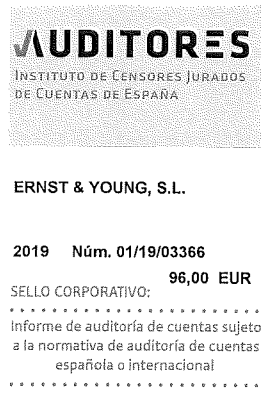 AUDITORES
INSTITUTO DE CENSORES JURADOS
DE CUENTAS DE ESPAÑA
ERNST & YOUNG, S.L.
2019 Núm. 01/19/03366
96,00 EUR
SELLO CORPORATIVO:
Informe de auditoría de cuentas sujeto
a la normativa de auditoría de cuentas
española o internacional